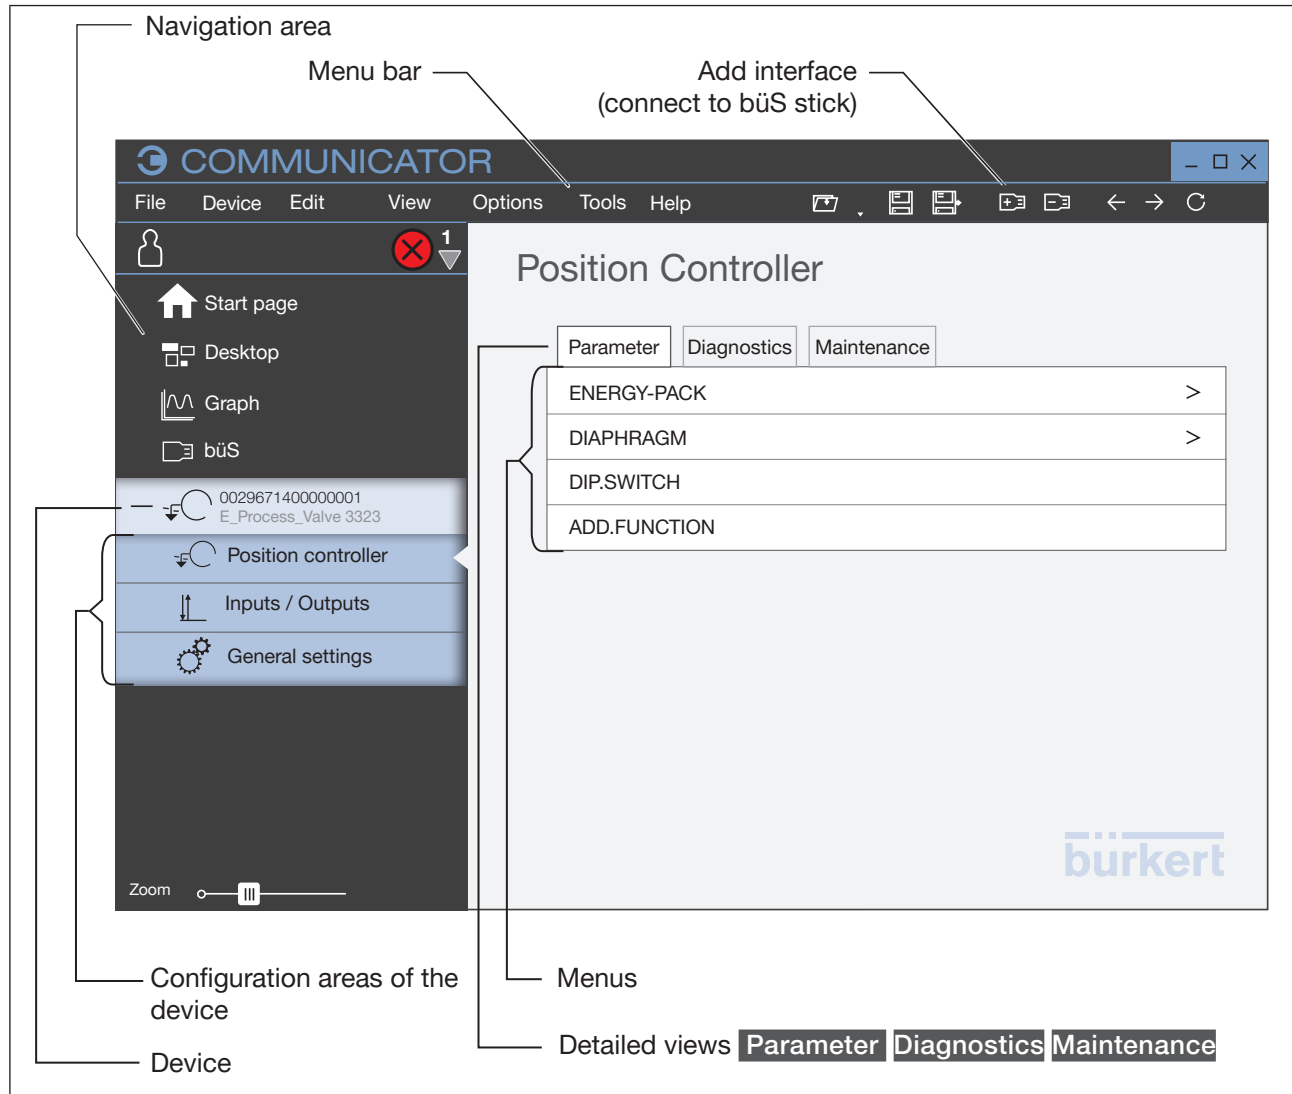 Navigation area
Menu bar
Add interface
(connect to büS stick)
COMMUNICATOR
File Device Edit View Options Tools Help
1
Position Controller
Start page
Desktop
Graph
büS
Parameter Diagnostics Maintenance
ENERGY-PACK >
DIAPHRAGM >
DIP.SWITCH
ADD.FUNCTION
0029671400000001
E_Process_Valve 3323
Position controller
Inputs / Outputs
General settings
Zoom
bürkert
Configuration areas of the
device
Device
Menus
Detailed views Parameter Diagnostics Maintenance